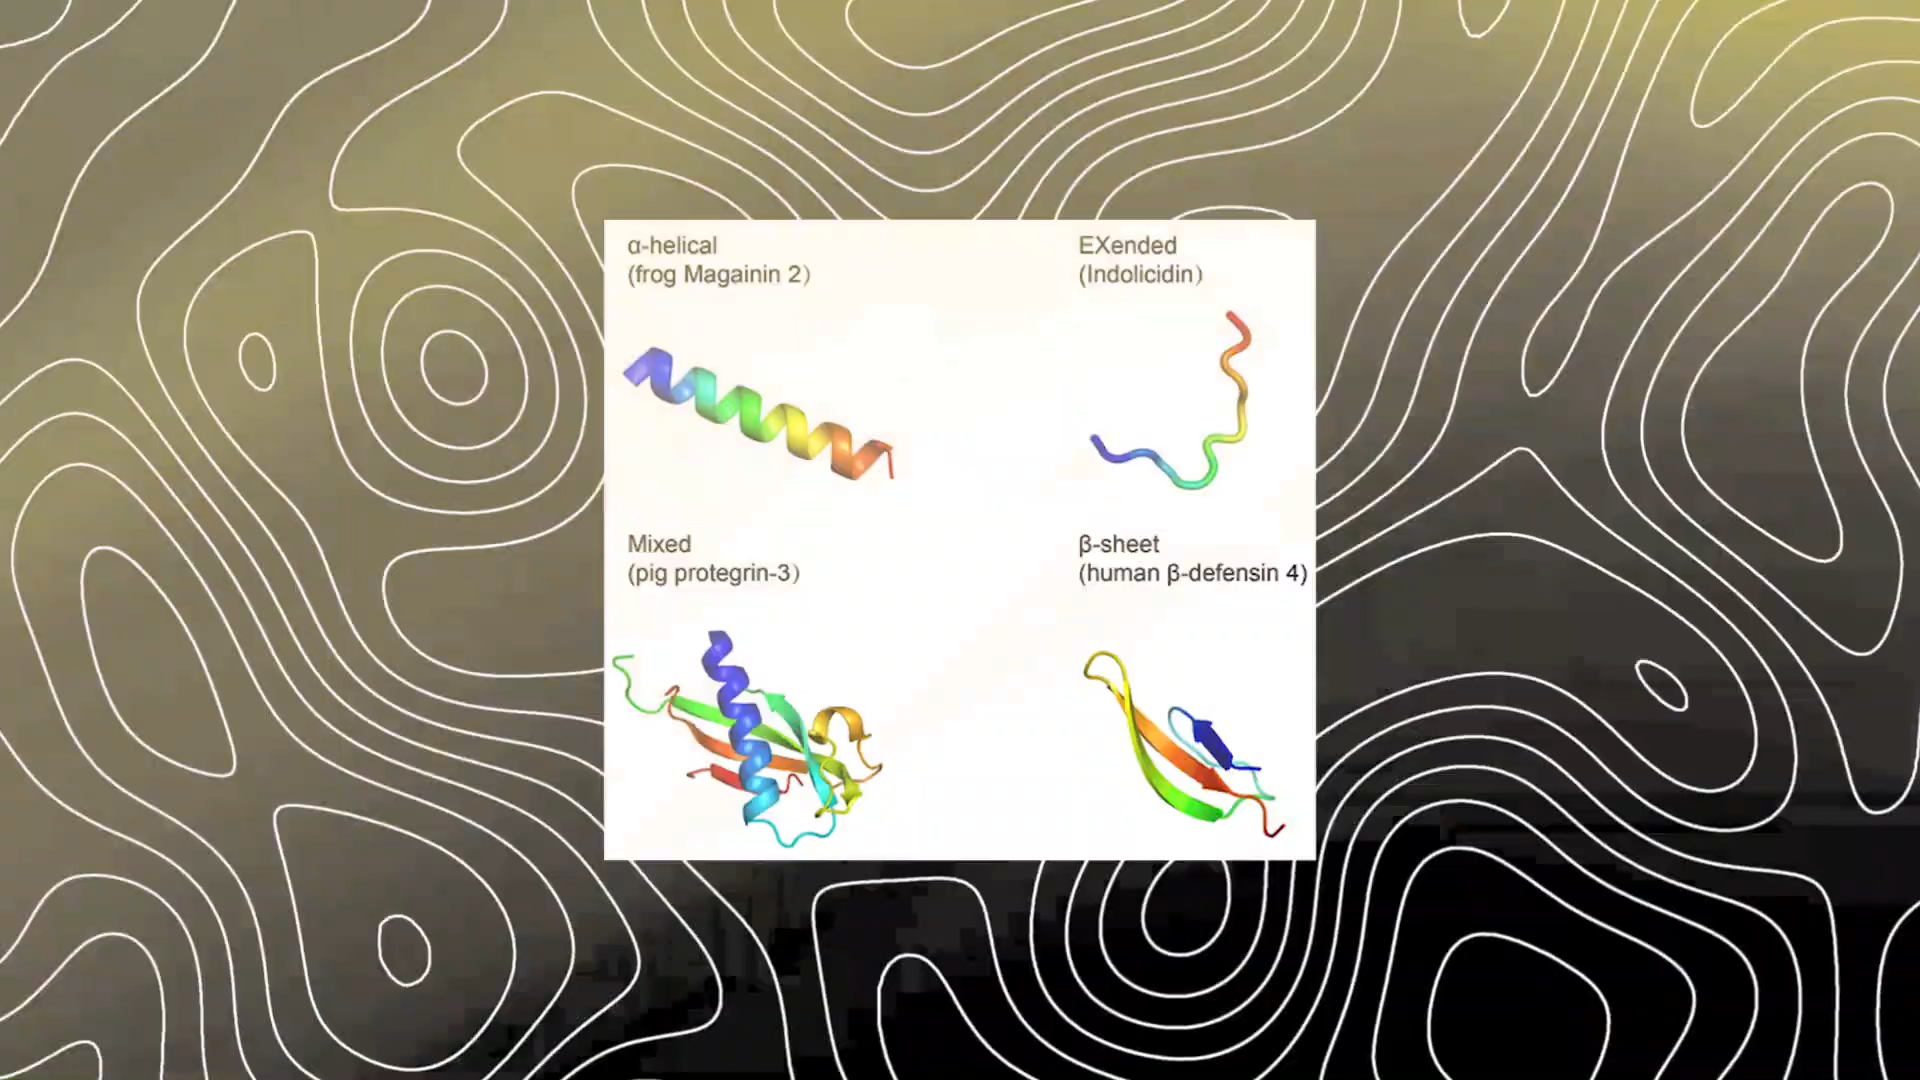 α-helical
(frog Magainin 2)
EXended
(Indolicidin)
Mixed
(pig protegrin-3)
β-sheet
(human β-defensin 4)